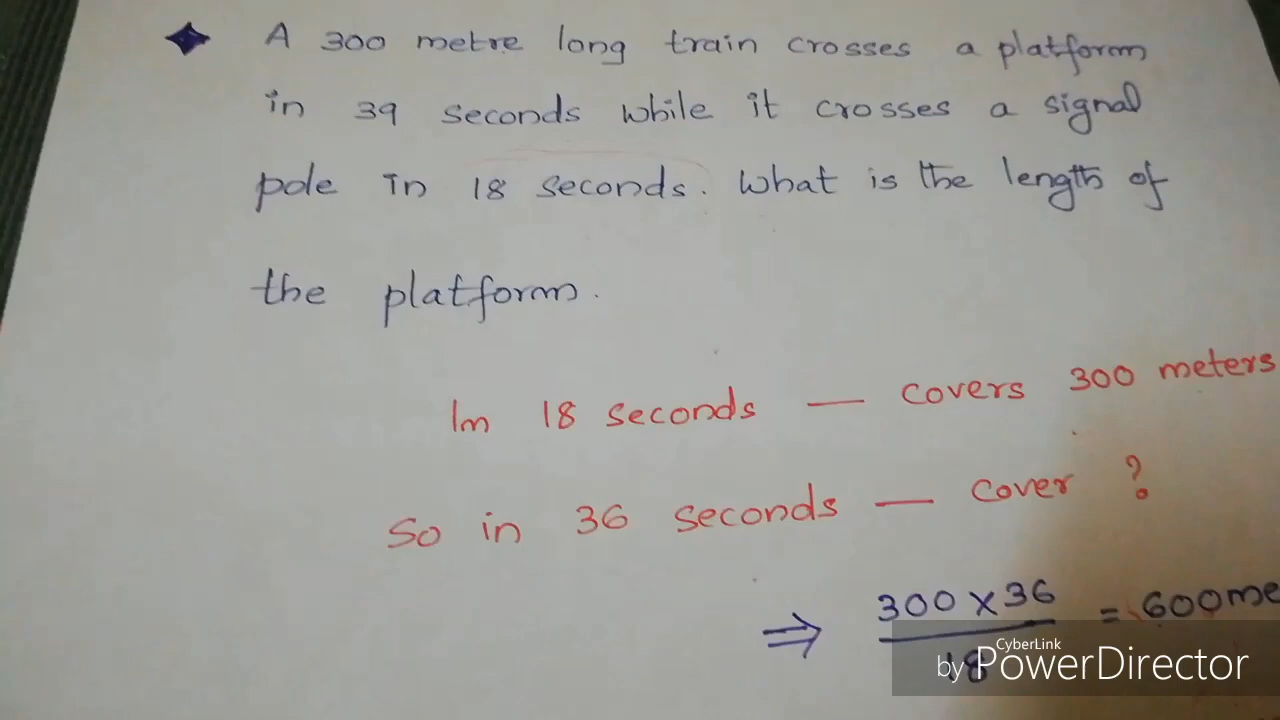 A 300 metre long train crosses a platform
in 39 seconds while it crosses a signal
pole in 18 seconds. What is the length of
the platform.
In 18 seconds — covers 300 meters
So in 36 seconds — cover ?
⇒ 300 x 36 / 18 = 600me
CyberLink
by PowerDirector